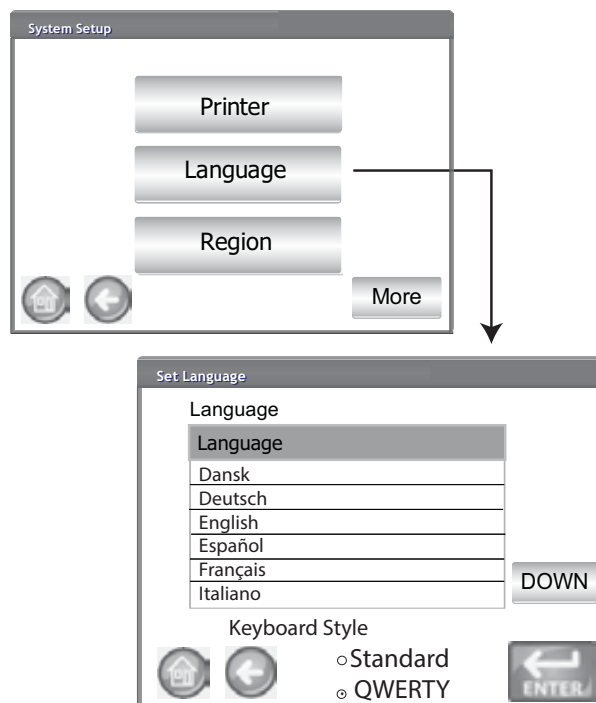 System Setup
Printer
Language
Region
More
Set Language
Language
Language
Dansk
Deutsch
English
Español
Français
Italiano
DOWN
Keyboard Style
Standard
QWERTY
ENTER